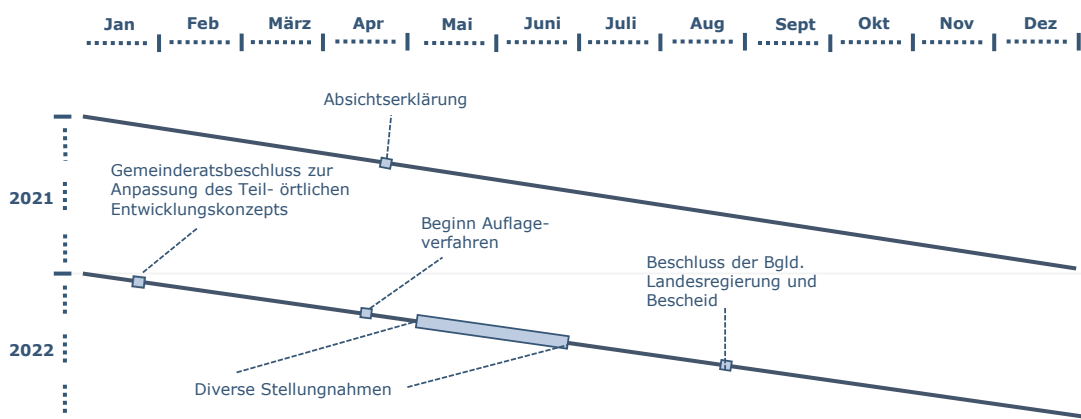 Jan Feb März Apr Mai Juni Juli Aug Sept Okt Nov Dez
Absichtserklärung
Gemeinderatsbeschluss zur
Anpassung des Teil- örtlichen
Entwicklungskonzepts
2021
Beginn Auflage-
verfahren
Beschluss der Bgld.
Landesregierung und
Bescheid
2022
Diverse Stellungnahmen